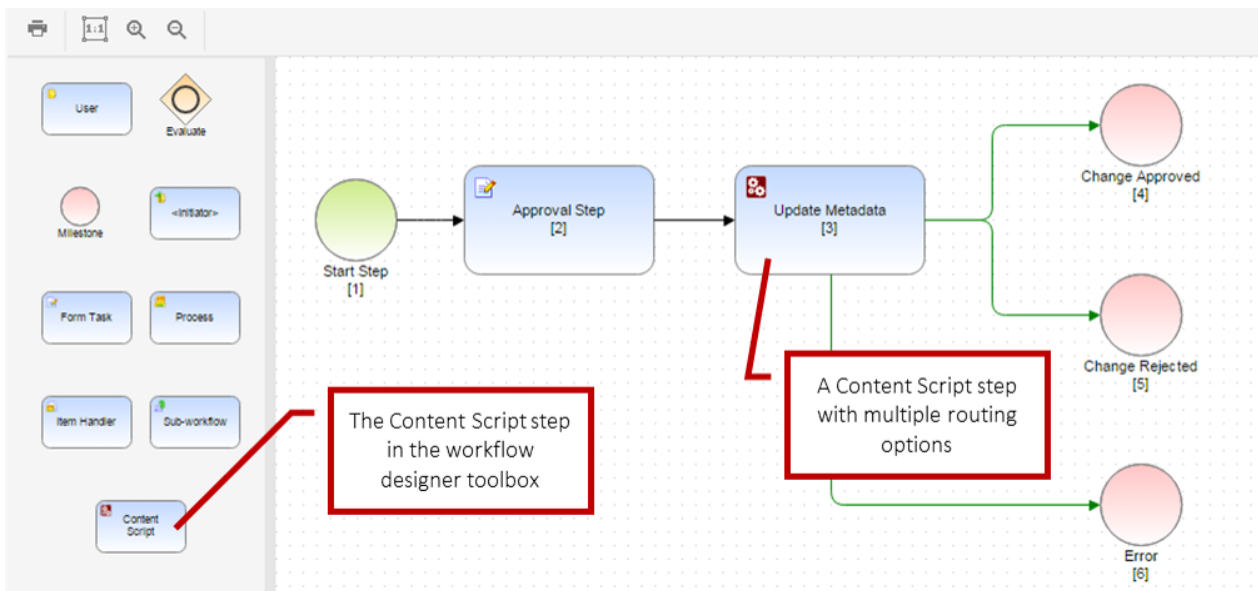 1:1
User
Evaluate
Milestone
<Initiator>
Form Task
Process
Item Handler
Sub-workflow
Content
Script
The Content Script step
in the workflow
designer toolbox
Start Step
[1]
Approval Step
[2]
Update Metadata
[3]
A Content Script step
with multiple routing
options
Change Approved
[4]
Change Rejected
[5]
Error
[6]